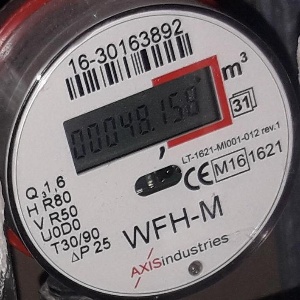 16-30163892
m³
00048.158
31
LT-1621-MI001-012 rev.1
CE M16 1621
Q₃ 1,6
H R80
V R50
U0D0
T30/90
ΔP 25
WFH-M
AXISindustries